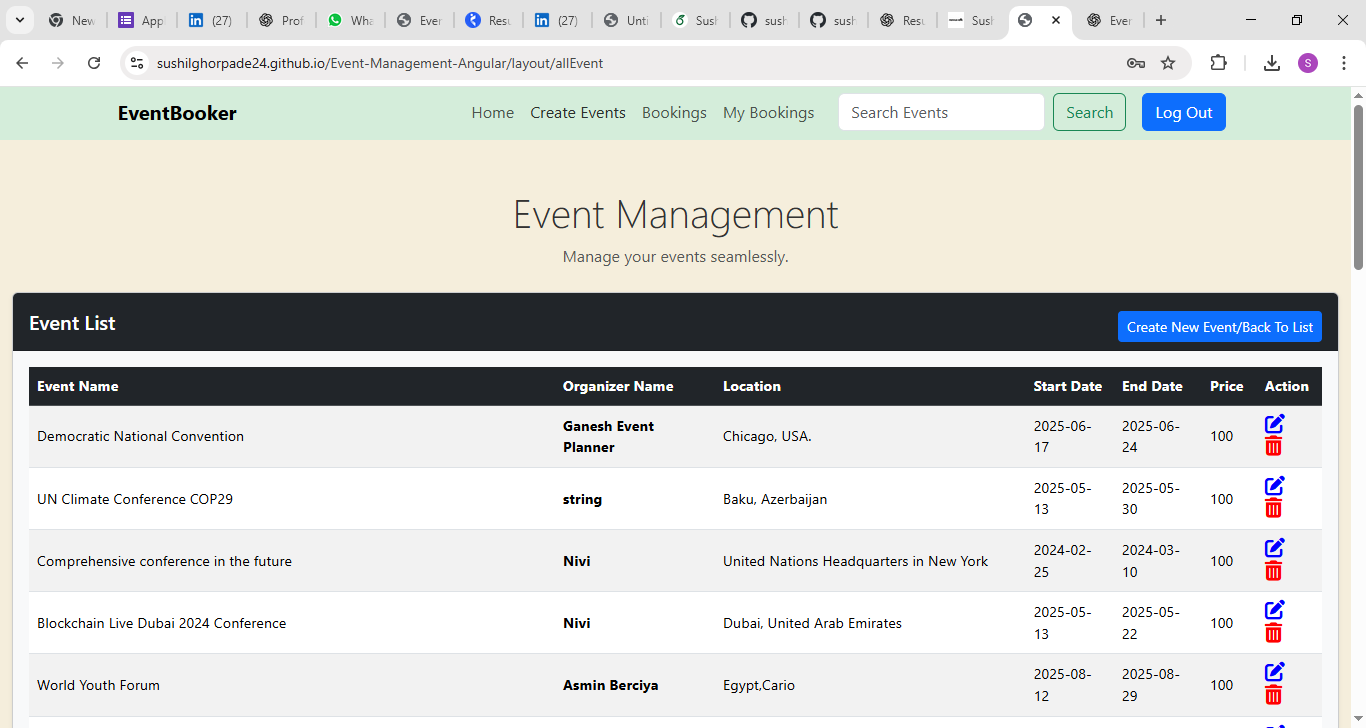 New
App
(27)
Prof
Wha
Ever
Resu
(27)
Unti
Sush
sush
sush
Resu
Sush
Ever
sushilghorpade24.github.io/Event-Management-Angular/layout/allEvent
S
EventBooker
Home
Create Events
Bookings
My Bookings
Search Events
Search
Log Out
Event Management
Manage your events seamlessly.
Event List
Create New Event/Back To List
Event Name Organizer Name Location Start Date End Date Price Action
Democratic National Convention
Ganesh Event
Planner
Chicago, USA.
2025-06-
17
2025-06-
24
100
UN Climate Conference COP29
string
Baku, Azerbaijan
2025-05-
13
2025-05-
30
100
Comprehensive conference in the future
Nivi
United Nations Headquarters in New York
2024-02-
25
2024-03-
10
100
Blockchain Live Dubai 2024 Conference
Nivi
Dubai, United Arab Emirates
2025-05-
13
2025-05-
22
100
World Youth Forum
Asmin Berciya
Egypt,Cario
2025-08-
12
2025-08-
29
100